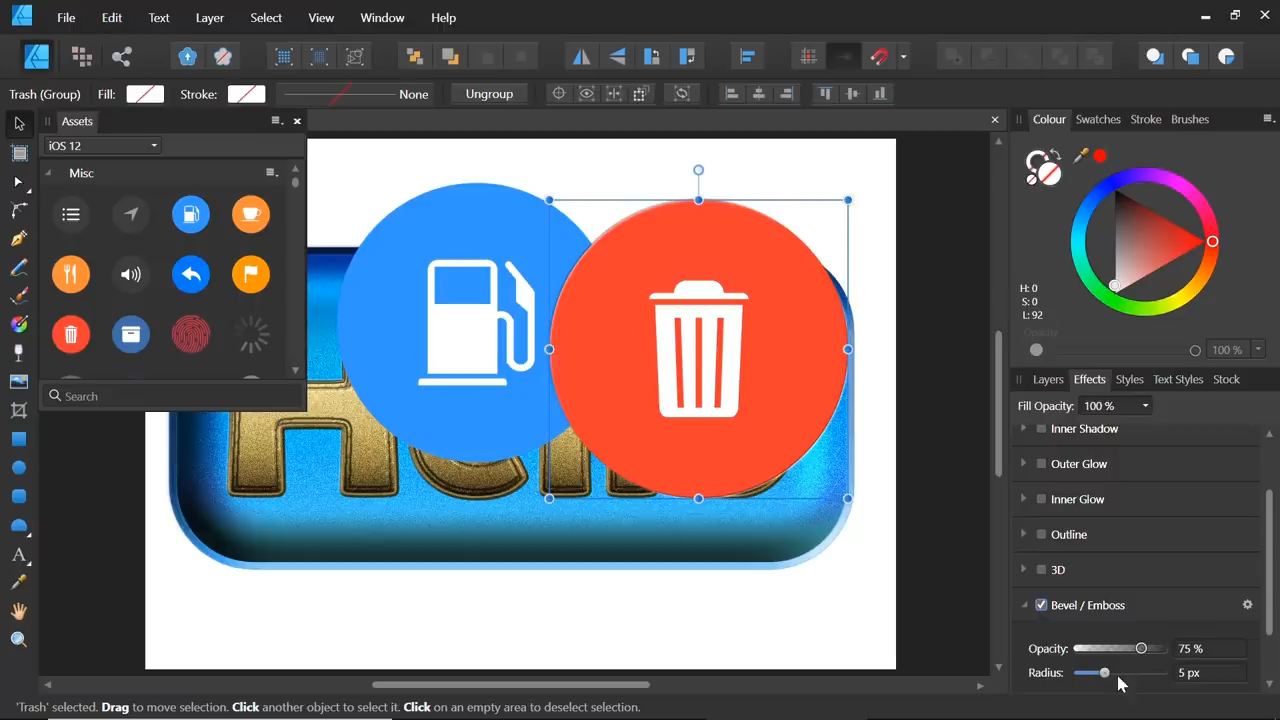 File Edit Text Layer Select View Window Help
Trash (Group) Fill: Stroke: None Ungroup
Assets
iOS 12
Misc
Search
Colour Swatches Stroke Brushes
H: 0
S: 0
L: 92
Opacity
100 %
Layers Effects Styles Text Styles Stock
Fill Opacity: 100 %
Inner Shadow
Outer Glow
Inner Glow
Outline
3D
Bevel / Emboss
Opacity: 75 %
Radius: 5 px
'Trash' selected. Drag to move selection. Click another object to select it. Click on an empty area to deselect selection.